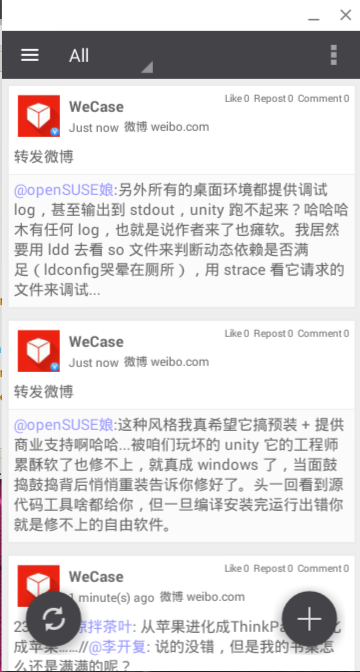 All
WeCase
Like 0 Repost 0 Comment 0
Just now 微博 weibo.com
转发微博
@openSUSE娘:另外所有的桌面环境都提供调试
log，甚至输出到 stdout，unity 跑不起来？哈哈哈
木有任何 log，也就是说作者来了也瘫软。我居然
要用 ldd 去看 so 文件来判断动态依赖是否满
足（ldconfig哭晕在厕所），用 strace 看它请求的
文件来调试...
WeCase
Like 0 Repost 0 Comment 0
Just now 微博 weibo.com
转发微博
@openSUSE娘:这种风格我真希望它搞预装 + 提供
商业支持啊哈哈...被咱们玩坏的 unity 它的工程师
累酥软了也修不上，就真成 windows 了，当面鼓
捣鼓捣背后悄悄重装告诉你修好了。头一回看到源
代码工具啥都给你，但一旦编译安装完运行出错你
就是修不上的自由软件。
WeCase
Like 0 Repost 0 Comment 0
1 minute(s) ago 微博 weibo.com
23 凉拌茶叶: 从苹果进化成ThinkPa 化
成苹果……//@李开复: 说的没错，但是我的书桌怎
么还是满满的呢？